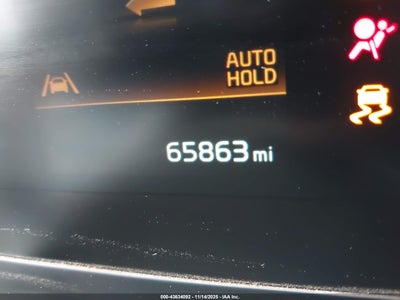 AUTO
HOLD
65863 mi
000-43634092 - 11/14/2025 - IAA Inc.